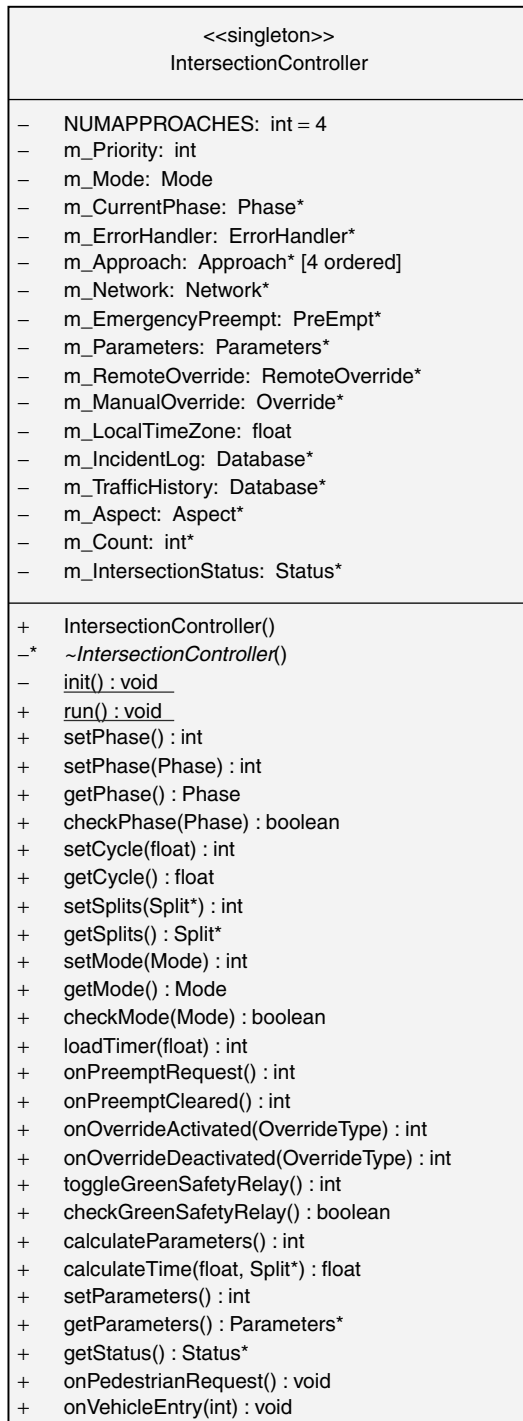 <<singleton>>
IntersectionController
– NUMAPPROACHES: int = 4
– m_Priority: int
– m_Mode: Mode
– m_CurrentPhase: Phase*
– m_ErrorHandler: ErrorHandler*
– m_Approach: Approach* [4 ordered]
– m_Network: Network*
– m_EmergencyPreempt: PreEmpt*
– m_Parameters: Parameters*
– m_RemoteOverride: RemoteOverride*
– m_ManualOverride: Override*
– m_LocalTimeZone: float
– m_IncidentLog: Database*
– m_TrafficHistory: Database*
– m_Aspect: Aspect*
– m_Count: int*
– m_IntersectionStatus: Status*
+ IntersectionController()
–* ~IntersectionController()
– init() : void
+ run() : void
+ setPhase() : int
+ setPhase(Phase) : int
+ getPhase() : Phase
+ checkPhase(Phase) : boolean
+ setCycle(float) : int
+ getCycle() : float
+ setSplits(Split*) : int
+ getSplits() : Split*
+ setMode(Mode) : int
+ getMode() : Mode
+ checkMode(Mode) : boolean
+ loadTimer(float) : int
+ onPreemptRequest() : int
+ onPreemptCleared() : int
+ onOverrideActivated(OverrideType) : int
+ onOverrideDeactivated(OverrideType) : int
+ toggleGreenSafetyRelay() : int
+ checkGreenSafetyRelay() : boolean
+ calculateParameters() : int
+ calculateTime(float, Split*) : float
+ setParameters() : int
+ getParameters() : Parameters*
+ getStatus() : Status*
+ onPedestrianRequest() : void
+ onVehicleEntry(int) : void